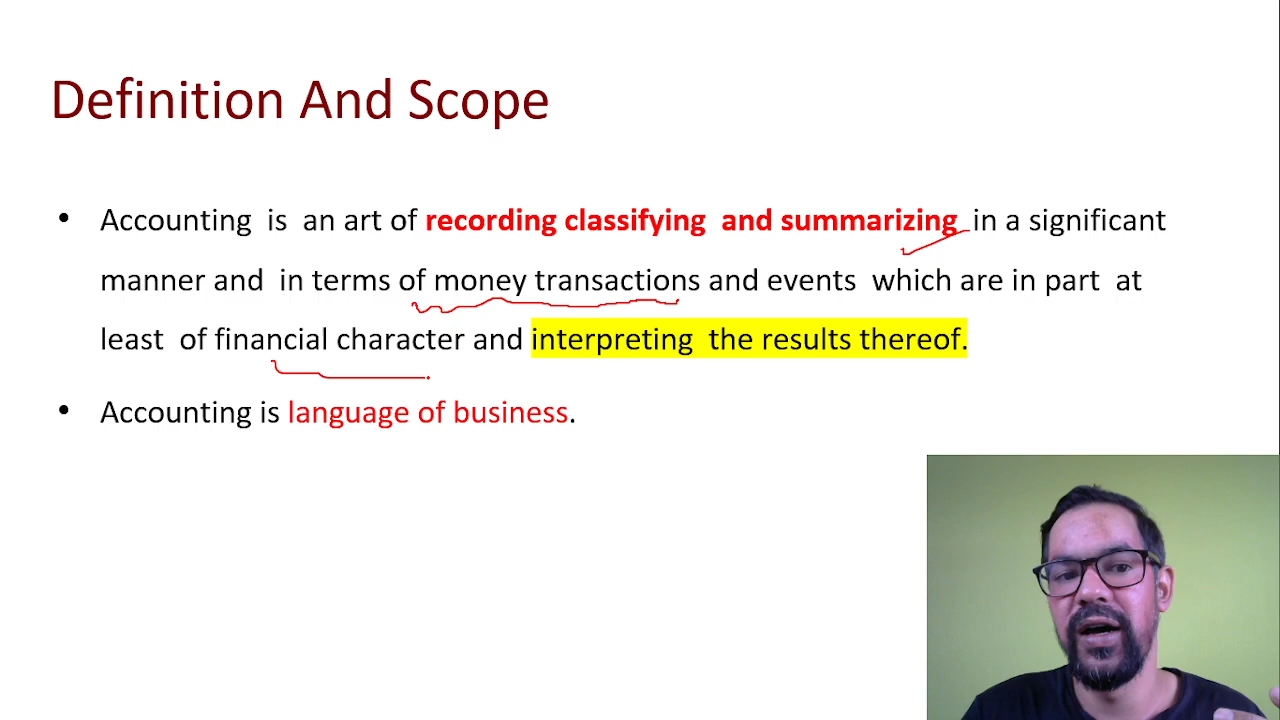 Definition And Scope
• Accounting is an art of recording classifying and summarizing in a significant
manner and in terms of money transactions and events which are in part at
least of financial character and interpreting the results thereof.
• Accounting is language of business.